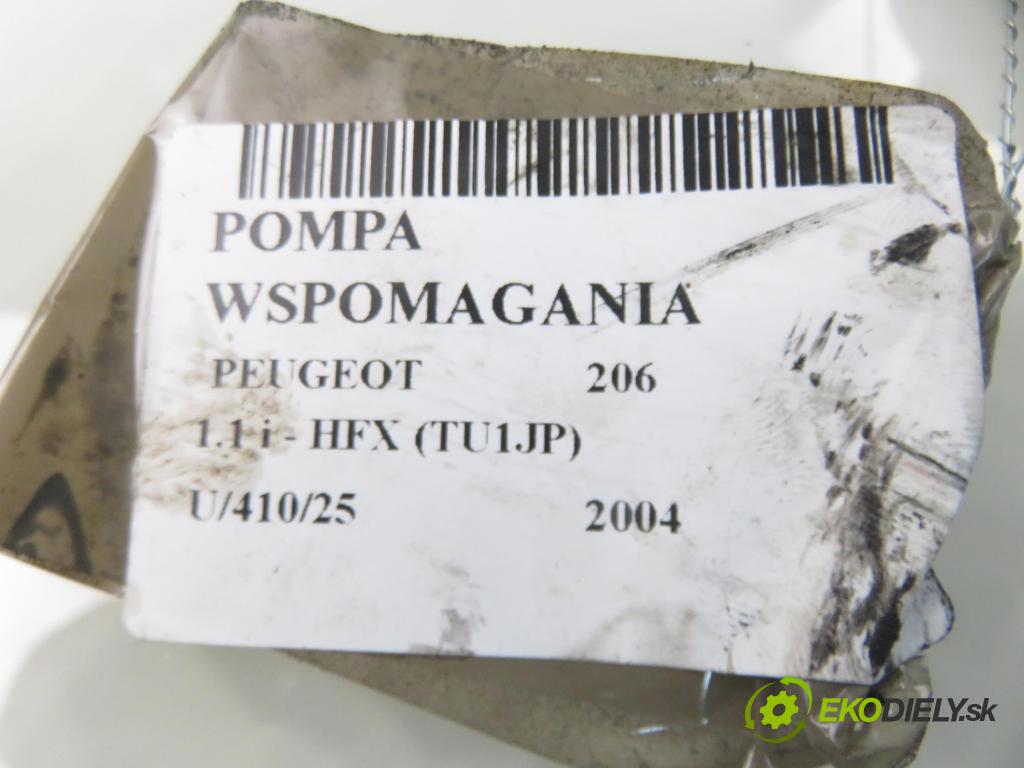 POMPA
WSPOMAGANIA
PEUGEOT 206
1.1 i - HFX (TU1JP)
U/410/25 2004
EKODIELY.sk